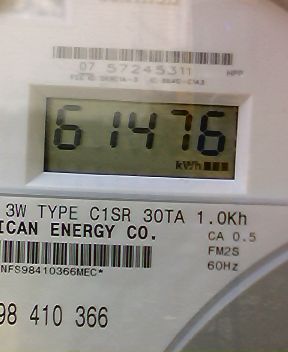 07 57245311 HPP
61476
kWh
3W TYPE C1SR 30TA 1.0Kh
ICAN ENERGY CO.
CA 0.5
FM2S
60Hz
NFS98410366MEC*
98 410 366